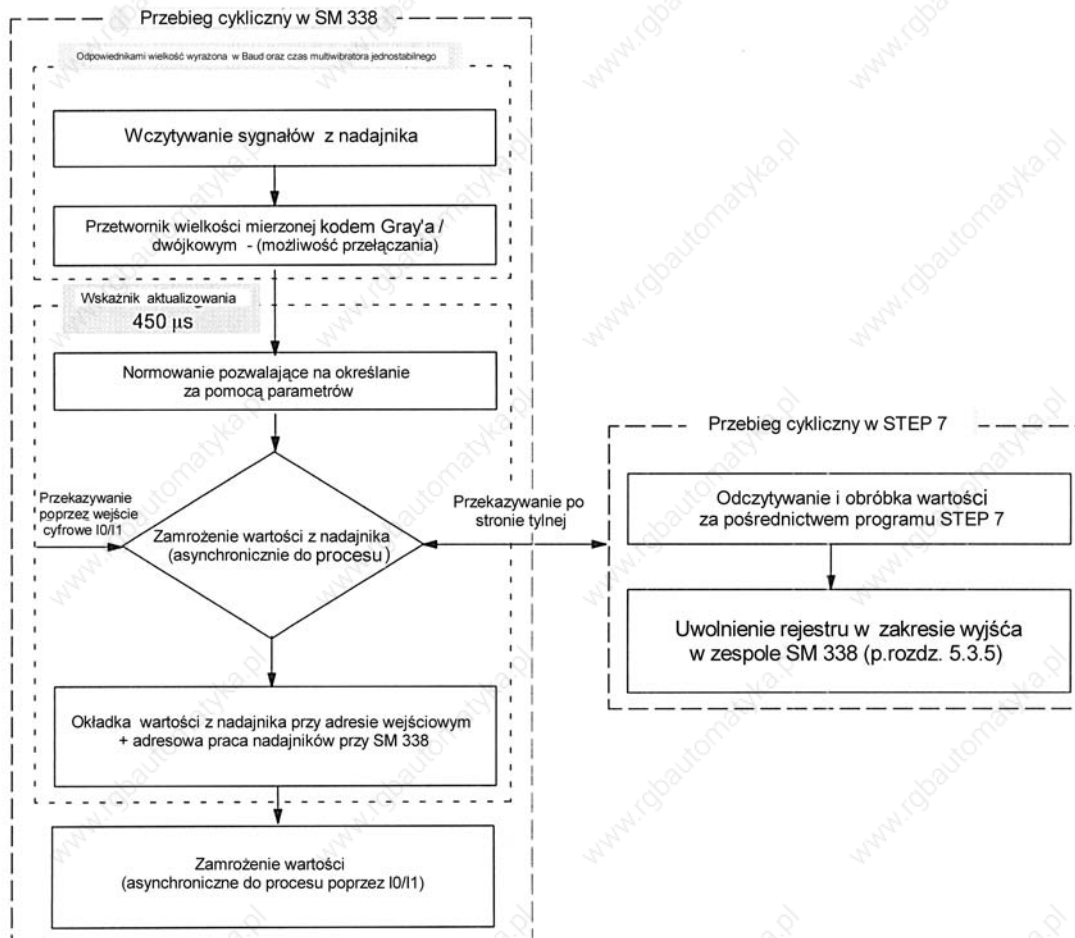 Przebieg cykliczny w SM 338
Odpowiednikami wielkość wyrażona w Baud oraz czas multiwibratora jednostabilnego
Wczytywanie sygnałów z nadajnika
Przetwornik wielkości mierzonej kodem Gray'a /
dwójkowym - (możliwość przełączania)
Wskaźnik aktualizowania
450 µs
Normowanie pozwalające na określanie
za pomocą parametrów
Przekazywanie
poprzez wejście
cyfrowe I0/I1
Zamrożenie wartości z nadajnika
(asynchronicznie do procesu)
Przekazywanie po
stronie tylnej
Okładka wartości z nadajnika przy adresie wejściowym
+ adresowa praca nadajników przy SM 338
Zamrożenie wartości
(asynchroniczne do procesu poprzez I0/I1)
Przebieg cykliczny w STEP 7
Odczytywanie i obróbka wartości
za pośrednictwem programu STEP 7
Uwolnienie rejestru w zakresie wyjśća
w zespole SM 338 (p.rozdz. 5.3.5)
www.rgbautomatyka.pl